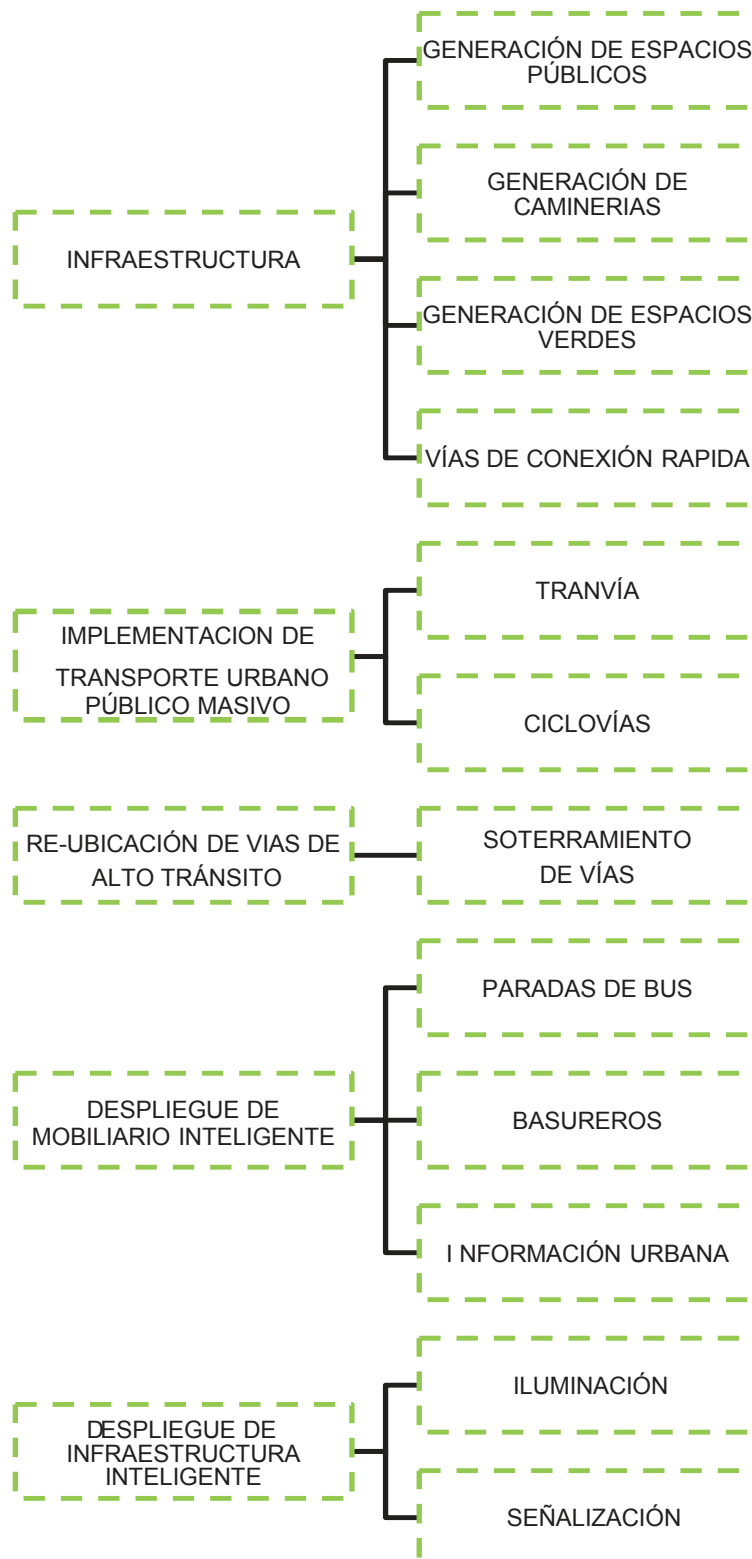 INFRAESTRUCTURA
GENERACIÓN DE ESPACIOS
PÚBLICOS
GENERACIÓN DE
CAMINERIAS
GENERACIÓN DE ESPACIOS
VERDES
VÍAS DE CONEXIÓN RAPIDA
IMPLEMENTACION DE
TRANSPORTE URBANO
PÚBLICO MASIVO
TRANVÍA
CICLOVÍAS
RE-UBICACIÓN DE VIAS DE
ALTO TRÁNSITO
SOTERRAMIENTO
DE VÍAS
DESPLIEGUE DE
MOBILIARIO INTELIGENTE
PARADAS DE BUS
BASUREROS
I NFORMACIÓN URBANA
DESPLIEGUE DE
INFRAESTRUCTURA
INTELIGENTE
ILUMINACIÓN
SEÑALIZACIÓN